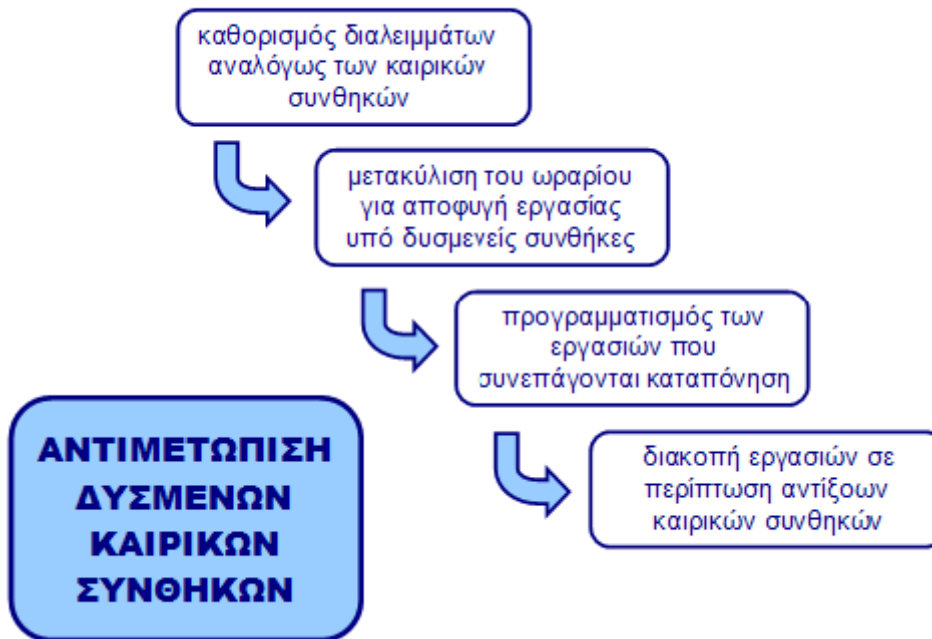 καθορισμός διαλειμμάτων
αναλόγως των καιρικών
συνθηκών
μετακύλιση του ωραρίου
για αποφυγή εργασίας
υπό δυσμενείς συνθήκες
προγραμματισμός των
εργασιών που
συνεπάγονται καταπόνηση
διακοπή εργασιών σε
περίπτωση αντίξοων
καιρικών συνθηκών
ΑΝΤΙΜΕΤΩΠΙΣΗ
ΔΥΣΜΕΝΩΝ
ΚΑΙΡΙΚΩΝ
ΣΥΝΘΗΚΩΝ